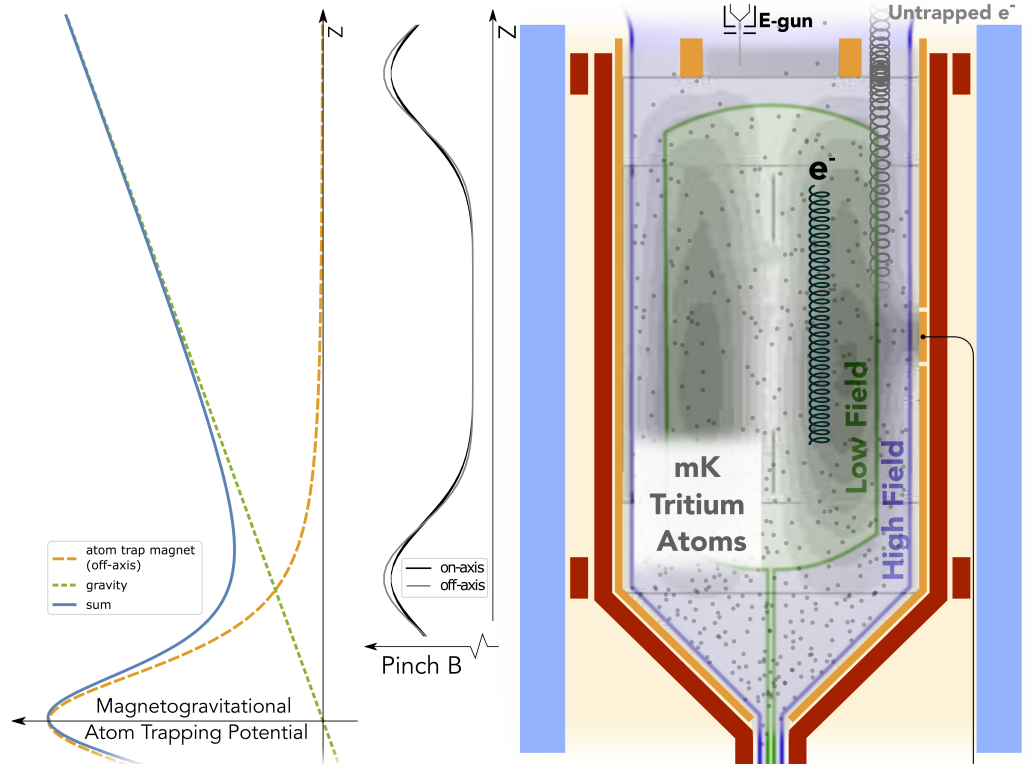 Z
atom trap magnet
(off-axis)
gravity
sum
Magnetogravitational
Atom Trapping Potential
Z
on-axis
off-axis
Pinch B
E-gun
Untrapped e-
e-
Low Field
High Field
mK
Tritium
Atoms